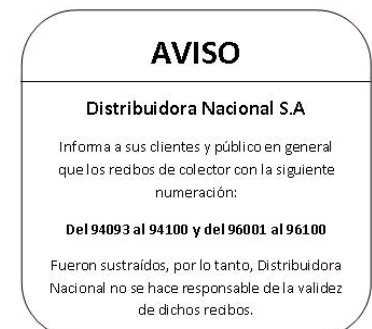 AVISO
Distribuidora Nacional S.A
Informa a sus clientes y público en general
que los recibos de colector con la siguiente
numeración:
Del 94093 al 94100 y del 96001 al 96100
Fueron sustraídos, por lo tanto, Distribuidora
Nacional no se hace responsable de la validez
de dichos recibos.